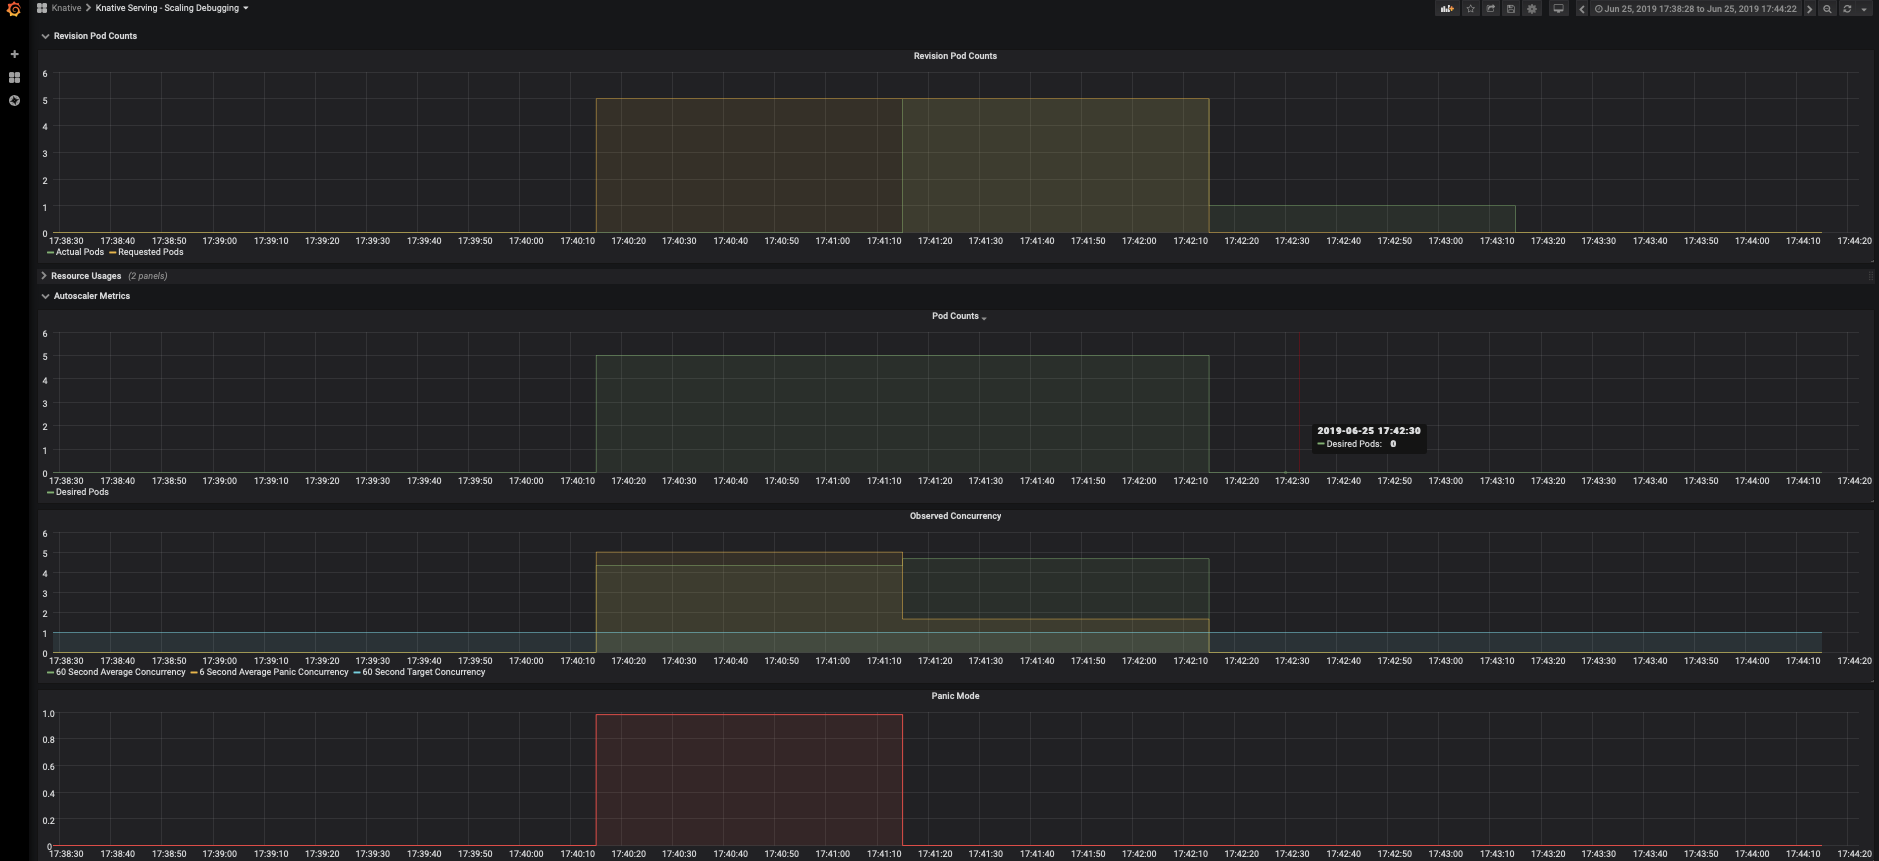 Knative > Knative Serving - Scaling Debugging
Jun 25, 2019 17:38:28 to Jun 25, 2019 17:44:22
Revision Pod Counts
Revision Pod Counts
6
5
4
3
2
1
0
17:38:30 17:38:40 17:38:50 17:39:00 17:39:10 17:39:20 17:39:30 17:39:40 17:39:50 17:40:00 17:40:10 17:40:20 17:40:30 17:40:40 17:40:50 17:41:00 17:41:10 17:41:20 17:41:30 17:41:40 17:41:50 17:42:00 17:42:10 17:42:20 17:42:30 17:42:40 17:42:50 17:43:00 17:43:10 17:43:20 17:43:30 17:43:40 17:43:50 17:44:00 17:44:10 17:44:20
Actual Pods Requested Pods
Resource Usages (2 panels)
Autoscaler Metrics
Pod Counts
6
5
4
3
2
1
0
2019-06-25 17:42:30
Desired Pods: 0
17:38:30 17:38:40 17:38:50 17:39:00 17:39:10 17:39:20 17:39:30 17:39:40 17:39:50 17:40:00 17:40:10 17:40:20 17:40:30 17:40:40 17:40:50 17:41:00 17:41:10 17:41:20 17:41:30 17:41:40 17:41:50 17:42:00 17:42:10 17:42:20 17:42:30 17:42:40 17:42:50 17:43:00 17:43:10 17:43:20 17:43:30 17:43:40 17:43:50 17:44:00 17:44:10 17:44:20
Desired Pods
Observed Concurrency
6
5
4
3
2
1
0
17:38:30 17:38:40 17:38:50 17:39:00 17:39:10 17:39:20 17:39:30 17:39:40 17:39:50 17:40:00 17:40:10 17:40:20 17:40:30 17:40:40 17:40:50 17:41:00 17:41:10 17:41:20 17:41:30 17:41:40 17:41:50 17:42:00 17:42:10 17:42:20 17:42:30 17:42:40 17:42:50 17:43:00 17:43:10 17:43:20 17:43:30 17:43:40 17:43:50 17:44:00 17:44:10 17:44:20
60 Second Average Concurrency 6 Second Average Panic Concurrency 60 Second Target Concurrency
Panic Mode
1.0
0.8
0.6
0.4
0.2
0
17:38:30 17:38:40 17:38:50 17:39:00 17:39:10 17:39:20 17:39:30 17:39:40 17:39:50 17:40:00 17:40:10 17:40:20 17:40:30 17:40:40 17:40:50 17:41:00 17:41:10 17:41:20 17:41:30 17:41:40 17:41:50 17:42:00 17:42:10 17:42:20 17:42:30 17:42:40 17:42:50 17:43:00 17:43:10 17:43:20 17:43:30 17:43:40 17:43:50 17:44:00 17:44:10 17:44:20